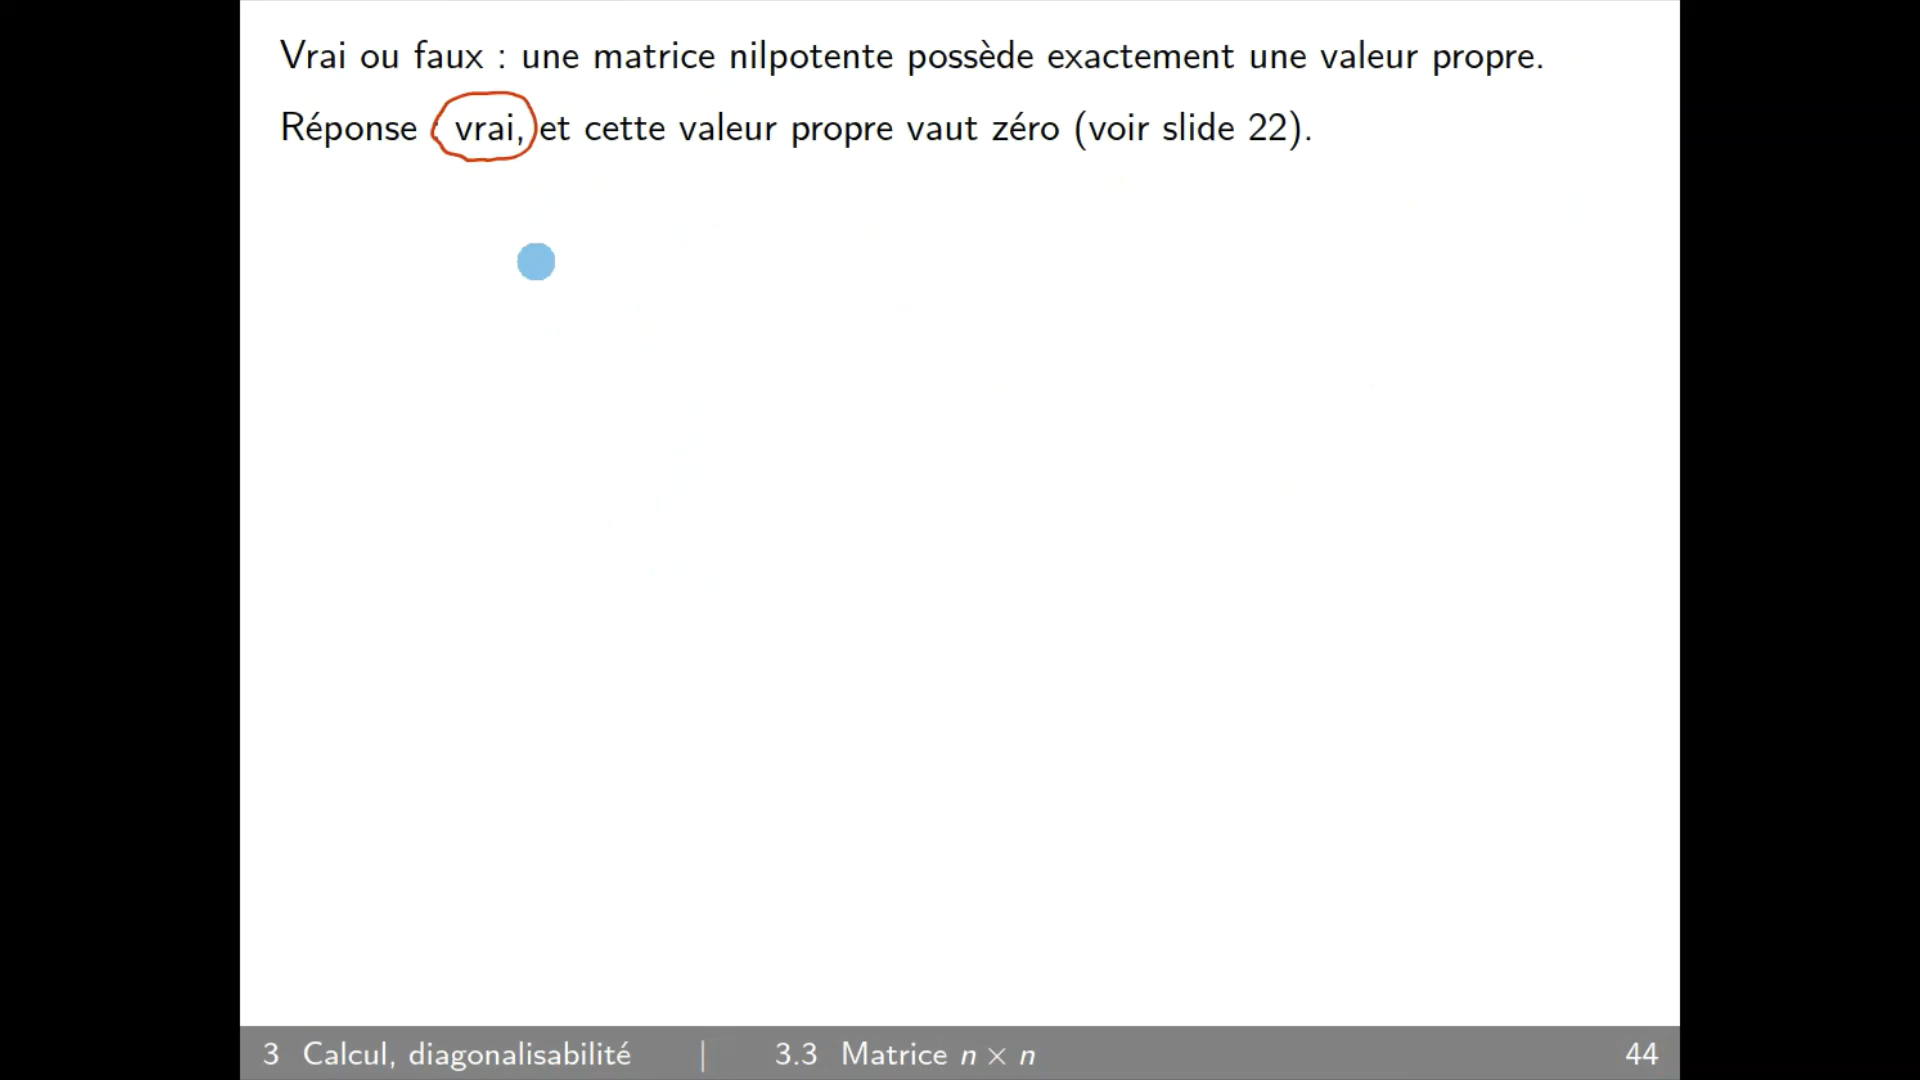 Vrai ou faux : une matrice nilpotente possède exactement une valeur propre.
Réponse : vrai, et cette valeur propre vaut zéro (voir slide 22).
3 Calcul, diagonalisabilité | 3.3 Matrice n × n 44